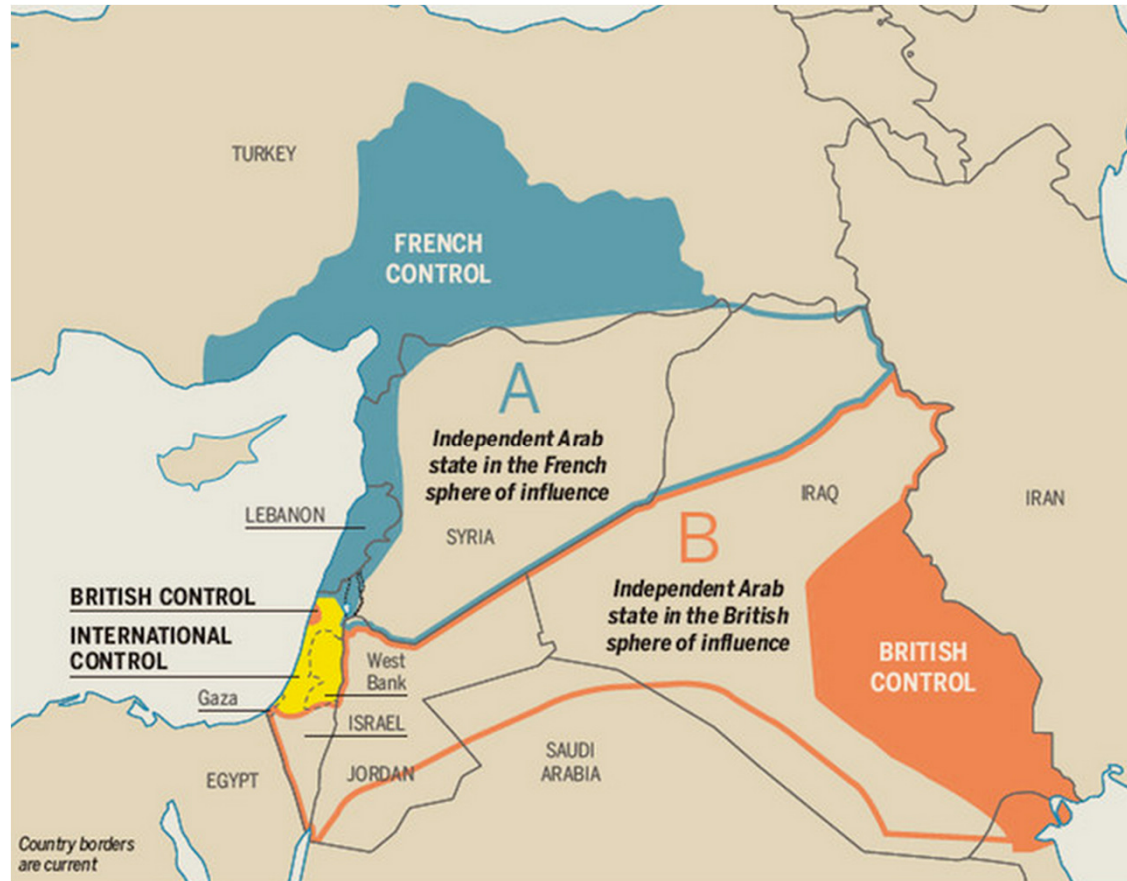 TURKEY
FRENCH
CONTROL
A
Independent Arab
state in the French
sphere of influence
IRAQ
IRAN
LEBANON
SYRIA
B
Independent Arab
state in the British
sphere of influence
BRITISH CONTROL
INTERNATIONAL
CONTROL
West
Bank
BRITISH
CONTROL
Gaza
ISRAEL
EGYPT
JORDAN
SAUDI
ARABIA
Country borders
are current